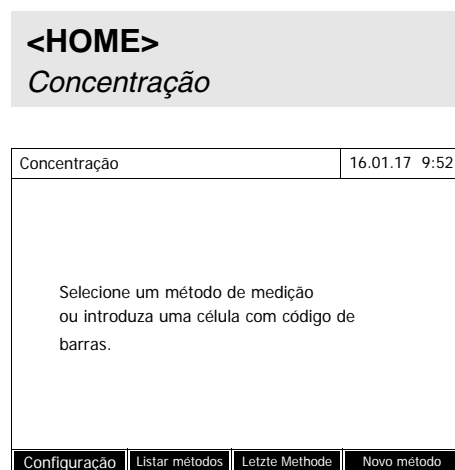 <HOME>
Concentração
Concentração 16.01.17 9:52
Selecione um método de medição
ou introduza uma célula com código de
barras.
Configuração Listar métodos Letzte Methode Novo método